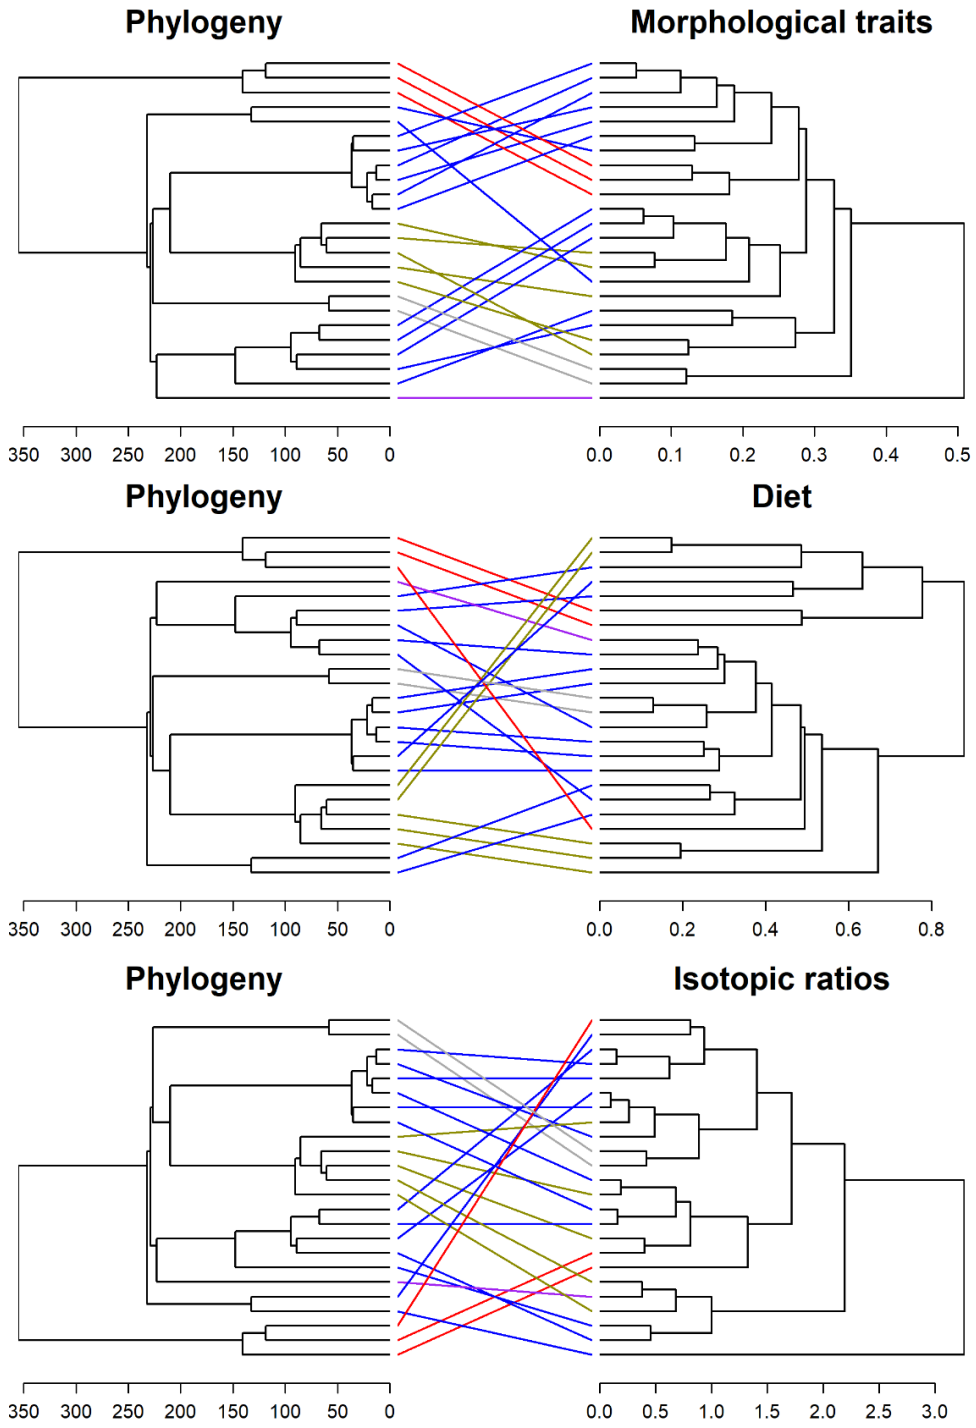 Phylogeny Morphological traits
350 300 250 200 150 100 50 0 0.0 0.1 0.2 0.3 0.4 0.5
Phylogeny Diet
350 300 250 200 150 100 50 0 0.0 0.2 0.4 0.6 0.8
Phylogeny Isotopic ratios
350 300 250 200 150 100 50 0 0.0 0.5 1.0 1.5 2.0 2.5 3.0